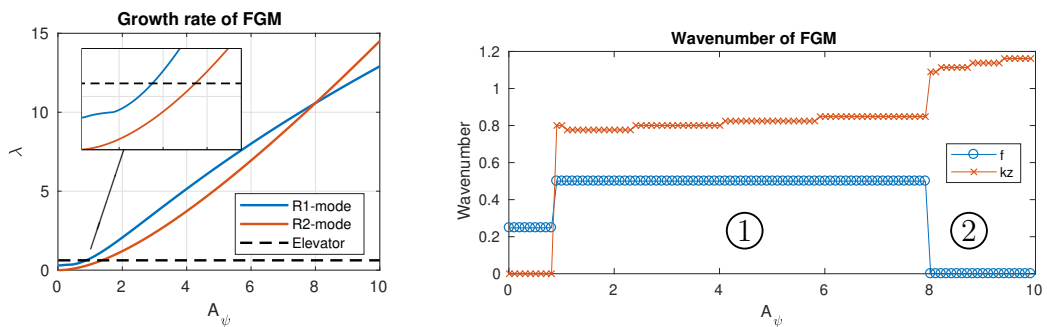 Growth rate of FGM
15
10
5
0
λ
0 2 4 6 8 10
A_ψ
R1-mode
R2-mode
Elevator
Wavenumber of FGM
1.2
1
0.8
0.6
0.4
0.2
0
Wavenumber
f
kz
① ②
0 2 4 6 8 10
A_ψ